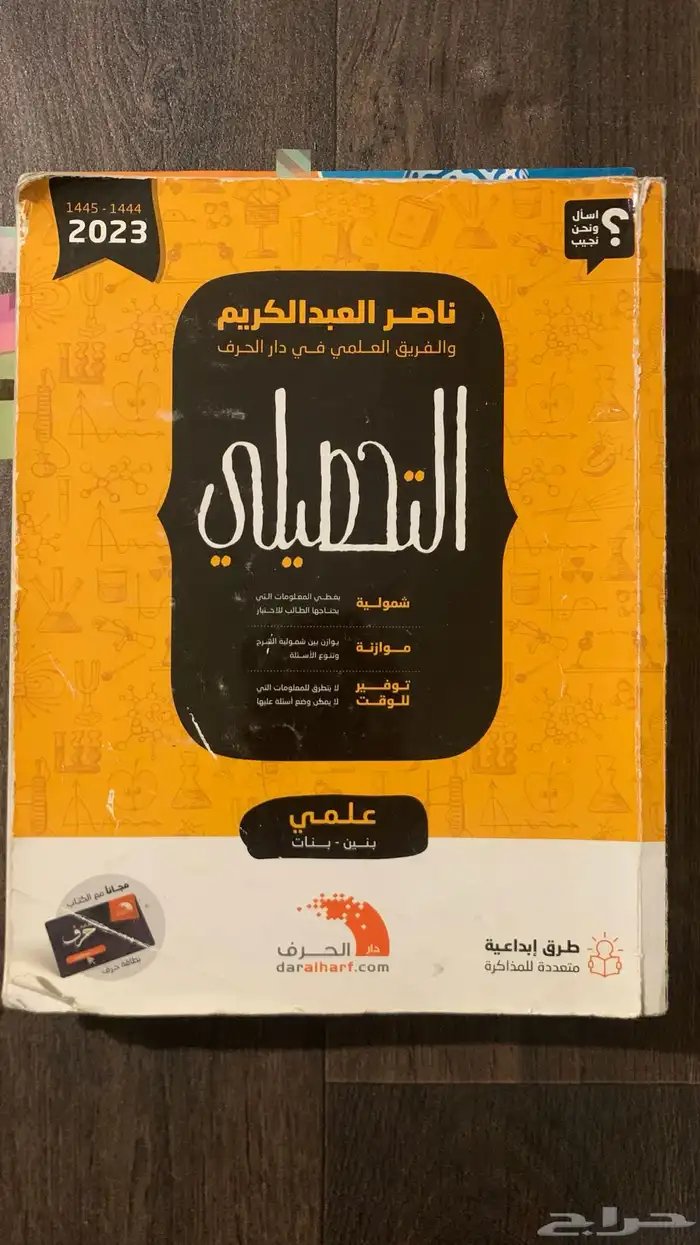 1444 - 1445
2023
اسأل
ونحن
نجيب
؟
ناصر العبدالكريم
والفريق العلمي في دار الحرف
التحصيلي
شمولية
يغطي المعلومات التي
يحتاجها الطالب للاختبار
موازنة
يوازن بين شمولية الشرح
وتنوع الأسئلة
توفير
للوقت
لا يتطرق للمعلومات التي
لا يمكن وضع أسئلة عليها
علمي
بنين - بنات
مجاناً مع الكتاب
حرف
بطاقة حرف
دار الحرف
daralharf.com
طرق إبداعية
متعددة للمذاكرة
حراج